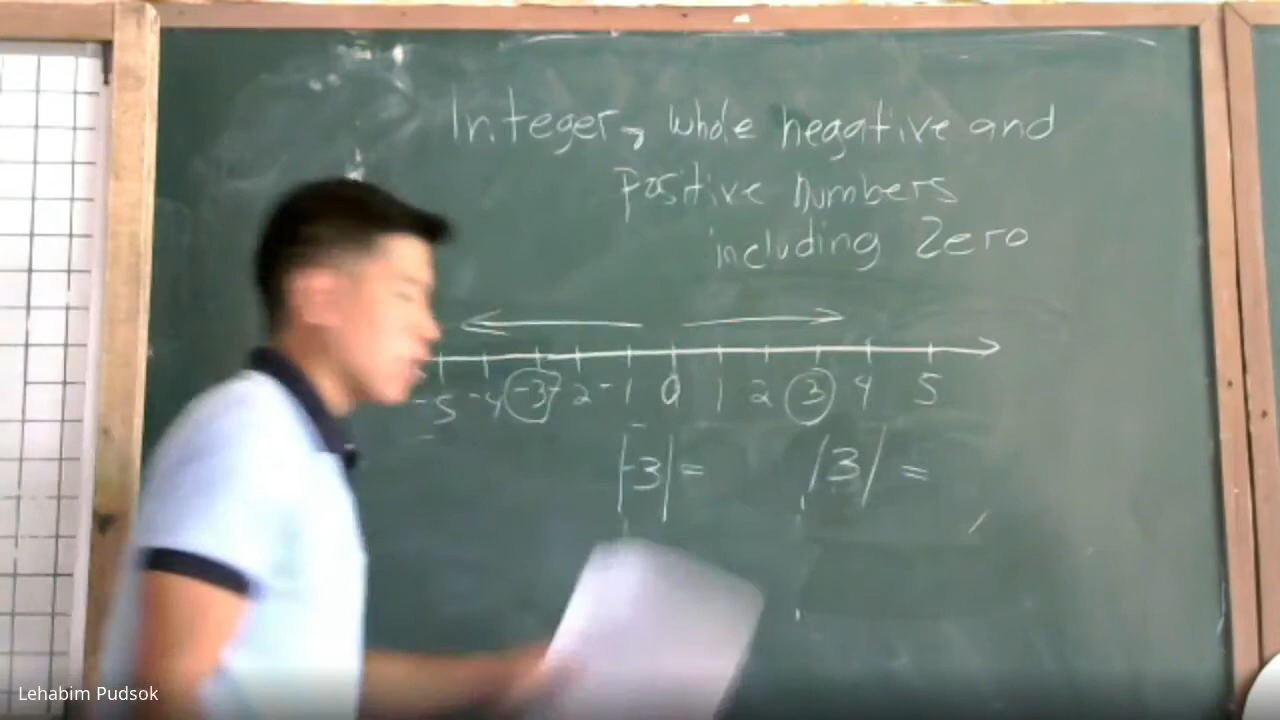 Integer, whole negative and
positive numbers
including Zero
-5 -4 -3 -2 -1 0 1 2 3 4 5
|-3| = |3| =
Lehabim Pudsok